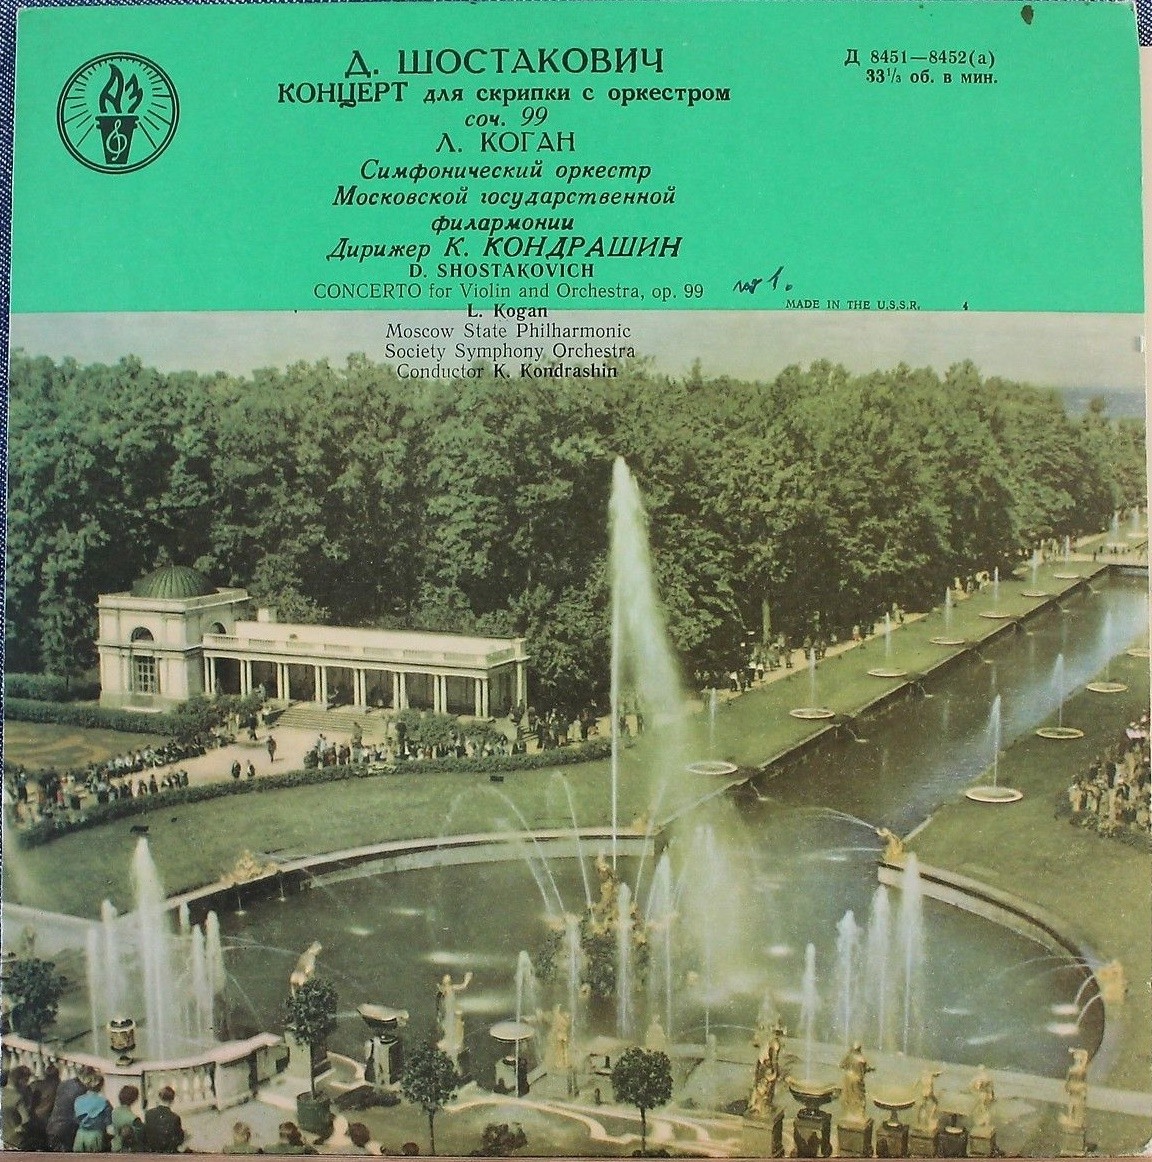 Д. ШОСТАКОВИЧ
КОНЦЕРТ для скрипки с оркестром
соч. 99
Л. КОГАН
Симфонический оркестр
Московской государственной
филармонии
Дирижер К. КОНДРАШИН
D. SHOSTAKOVICH
CONCERTO for Violin and Orchestra, op. 99
L. Kogan
Moscow State Philharmonic
Society Symphony Orchestra
Conductor K. Kondrashin
Д 8451—8452(а)
33⅓ об. в мин.
MADE IN THE U.S.S.R.